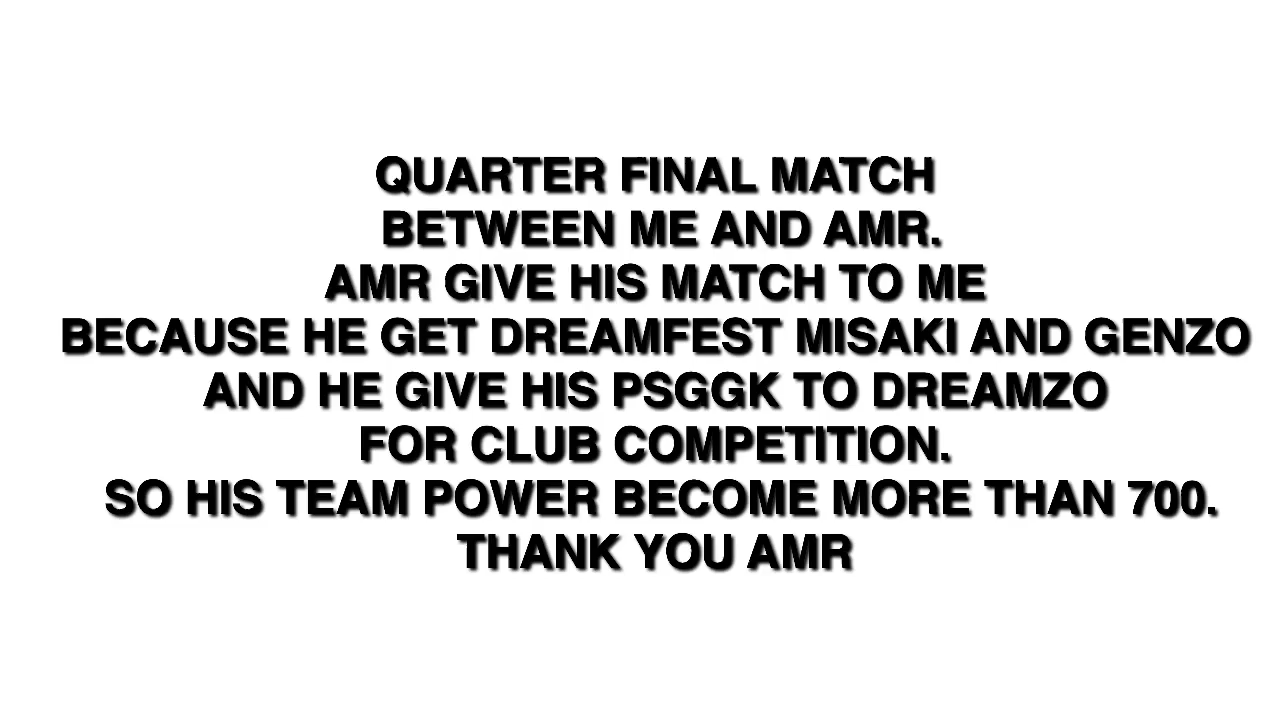 QUARTER FINAL MATCH
BETWEEN ME AND AMR.
AMR GIVE HIS MATCH TO ME
BECAUSE HE GET DREAMFEST MISAKI AND GENZO
AND HE GIVE HIS PSGGK TO DREAMZO
FOR CLUB COMPETITION.
SO HIS TEAM POWER BECOME MORE THAN 700.
THANK YOU AMR